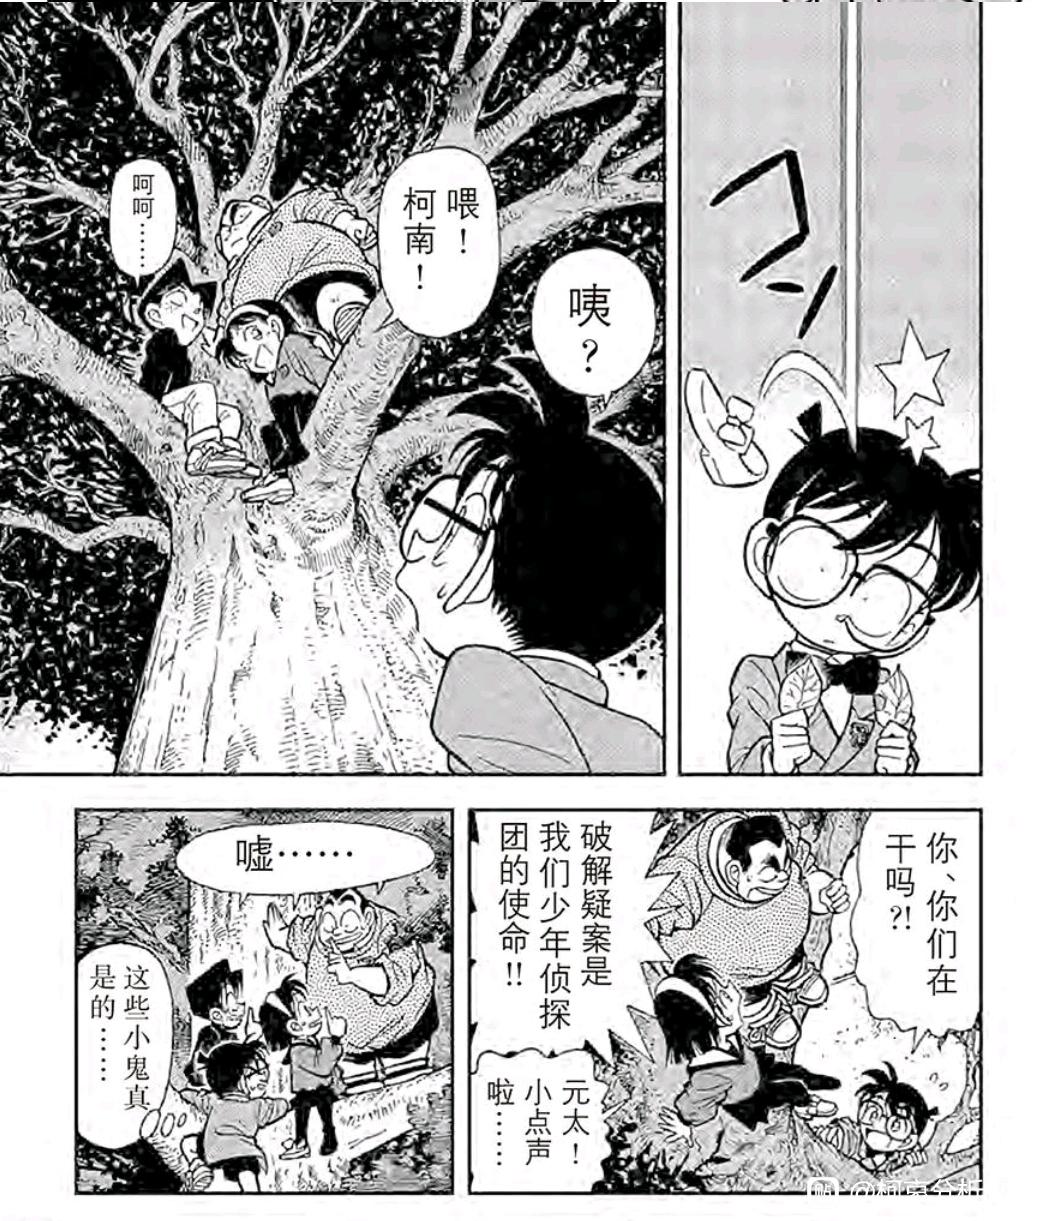 コン
咦？
喂！
柯南！
呵
呵……
你、你们在
干吗?!
破解疑案是
我们少年侦探
团的使命!!
元太！
小点声
啦……
嘘……
这些小鬼真
是的……